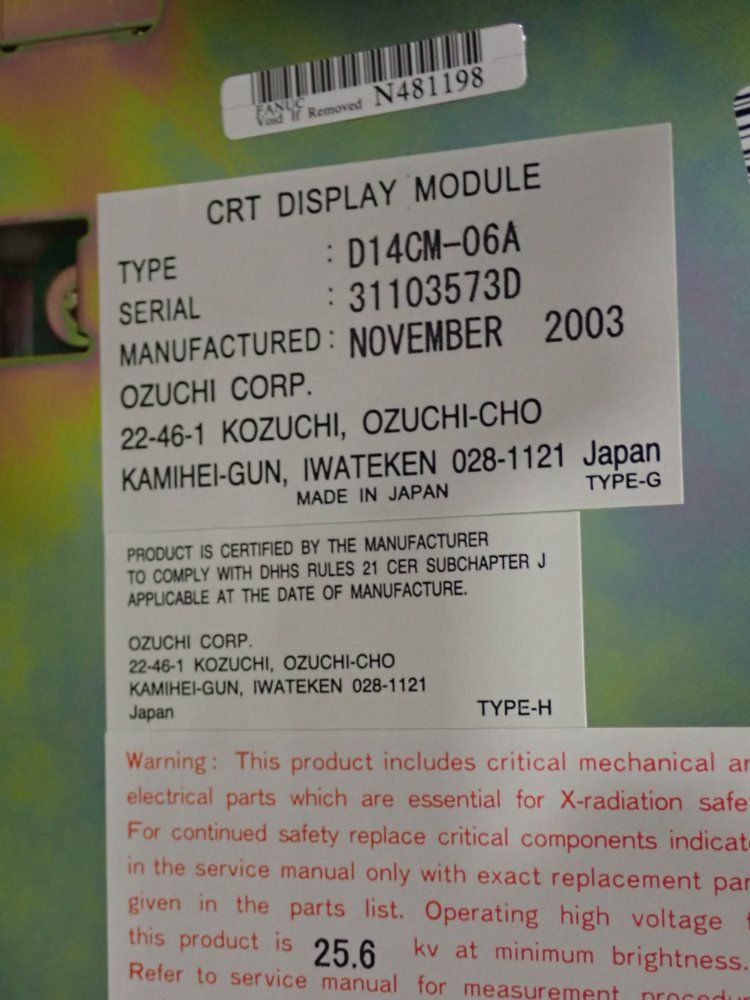 FANUC
Void If Removed N481198
CRT DISPLAY MODULE
TYPE : D14CM-06A
SERIAL : 31103573D
MANUFACTURED : NOVEMBER 2003
OZUCHI CORP.
22-46-1 KOZUCHI, OZUCHI-CHO
KAMIHEI-GUN, IWATEKEN 028-1121 Japan
MADE IN JAPAN TYPE-G
PRODUCT IS CERTIFIED BY THE MANUFACTURER
TO COMPLY WITH DHHS RULES 21 CER SUBCHAPTER J
APPLICABLE AT THE DATE OF MANUFACTURE.
OZUCHI CORP.
22-46-1 KOZUCHI, OZUCHI-CHO
KAMIHEI-GUN, IWATEKEN 028-1121
Japan TYPE-H
Warning: This product includes critical mechanical
electrical parts which are essential for X-radiation
For continued safety replace critical components
in the service manual only with exact replacement
given in the parts list. Operating high voltage
this product is 25.6 kv at minimum brightness.
Refer to service manual for measurement